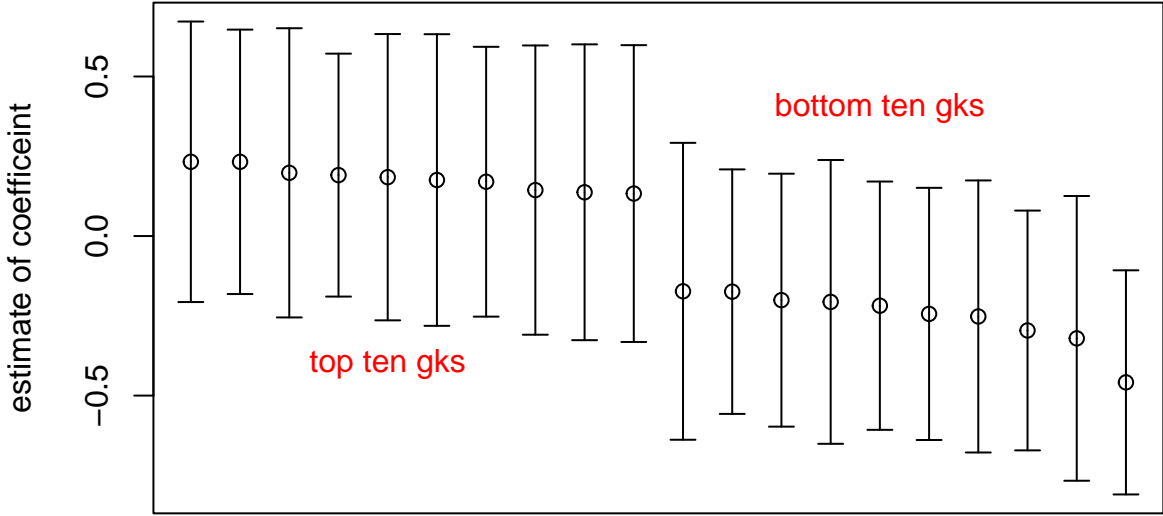 estimate of coefficeint
0.5
0.0
−0.5
bottom ten gks
top ten gks